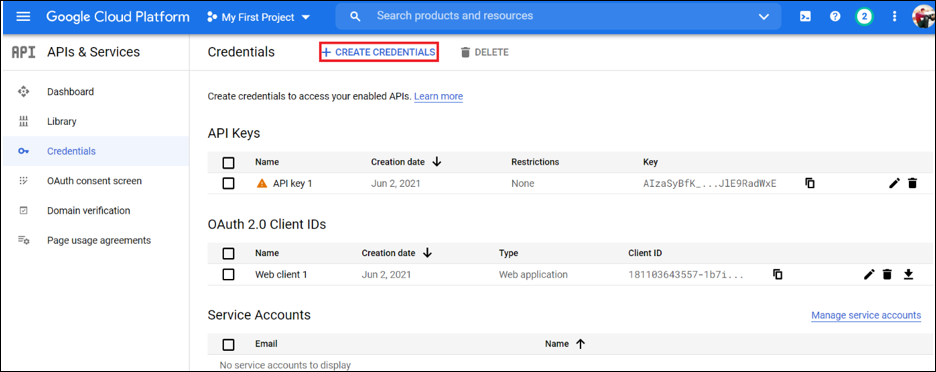 Google Cloud Platform My First Project Search products and resources 2
API APIs & Services Credentials + CREATE CREDENTIALS DELETE
Dashboard
Library
Credentials
OAuth consent screen
Domain verification
Page usage agreements
Create credentials to access your enabled APIs. Learn more
API Keys
Name Creation date Restrictions Key
API key 1 Jun 2, 2021 None AIzaSyBfK_...JlE9RadWxE
OAuth 2.0 Client IDs
Name Creation date Type Client ID
Web client 1 Jun 2, 2021 Web application 181103643557-1b7i...
Service Accounts Manage service accounts
Email Name
No service accounts to display